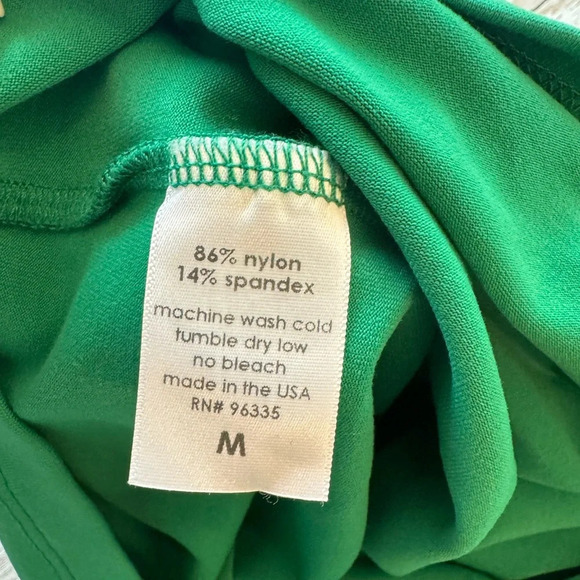 86% nylon
14% spandex
machine wash cold
tumble dry low
no bleach
made in the USA
RN# 96335
M